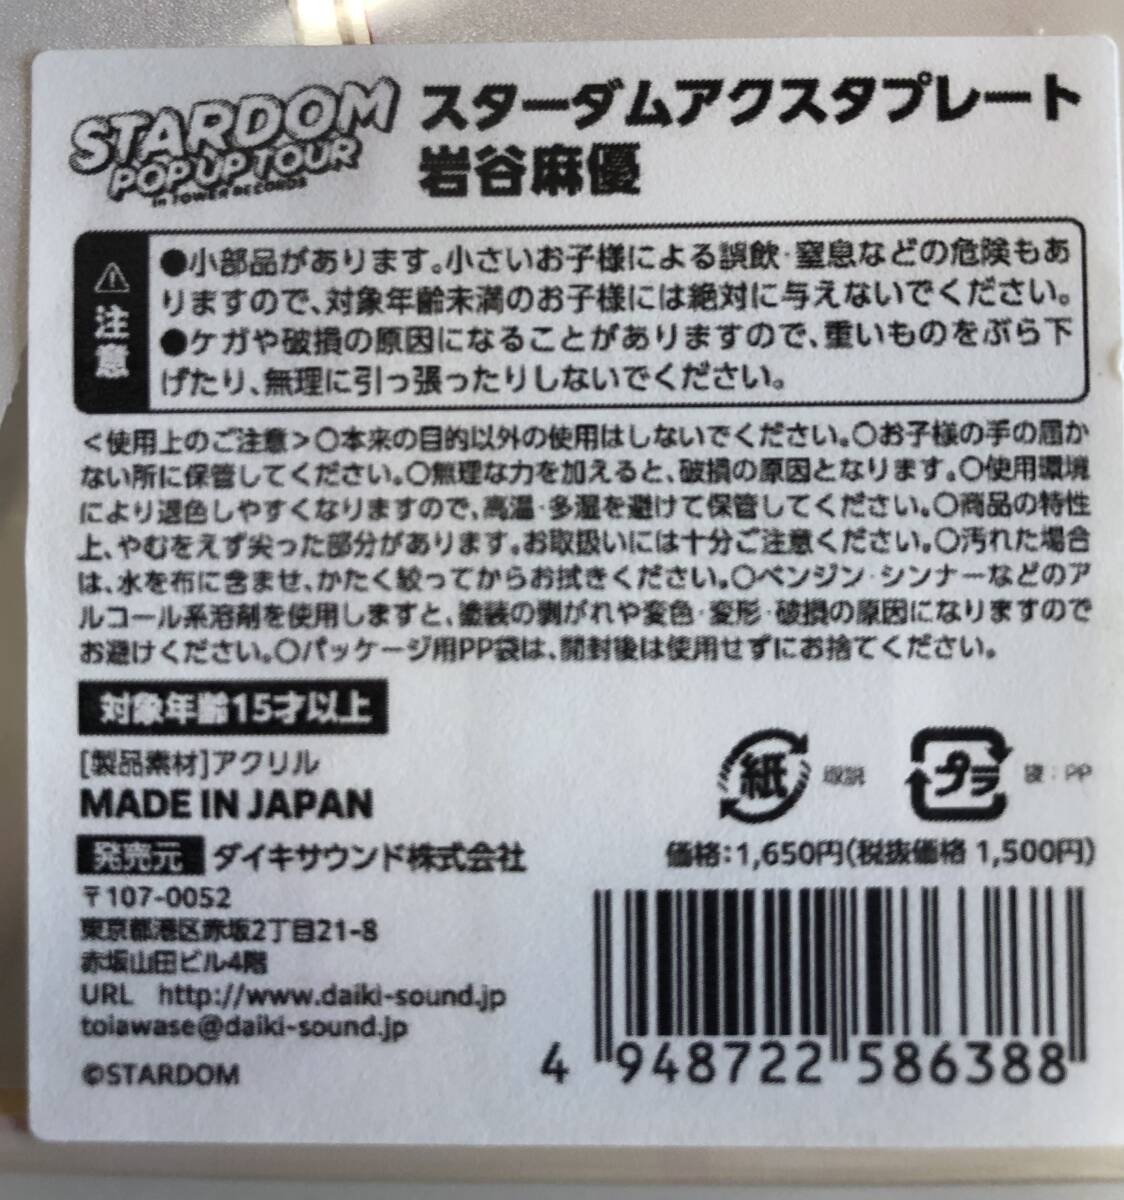 STARDOM
POP UP TOUR
in TOWER RECORDS
スターダムアクスタプレート
岩谷麻優
注意
●小部品があります。小さいお子様による誤飲・窒息などの危険もあ
りますので、対象年齢未満のお子様には絶対に与えないでください。
●ケガや破損の原因になることがありますので、重いものをぶら下
げたり、無理に引っ張ったりしないでください。
<使用上のご注意>○本来の目的以外の使用はしないでください。○お子様の手の届か
ない所に保管してください。○無理な力を加えると、破損の原因となります。○使用環境
により退色しやすくなりますので、高温・多湿を避けて保管してください。○商品の特性
上、やむをえず尖った部分があります。お取扱いには十分ご注意ください。○汚れた場合
は、水を布に含ませ、かたく絞ってからお拭きください。○ベンジン・シンナーなどのア
ルコール系溶剤を使用しますと、塗装の剥がれや変色・変形・破損の原因になりますので
お避けください。○パッケージ用PP袋は、開封後は使用せずにお捨てください。
対象年齢15才以上
[製品素材]アクリル
MADE IN JAPAN
紙 取説
プラ 袋:PP
発売元 ダイキサウンド株式会社
価格:1,650円(税抜価格 1,500円)
〒107-0052
東京都港区赤坂2丁目21-8
赤坂山田ビル4階
URL http://www.daiki-sound.jp
toiawase@daiki-sound.jp
©STARDOM
4 948722 586388